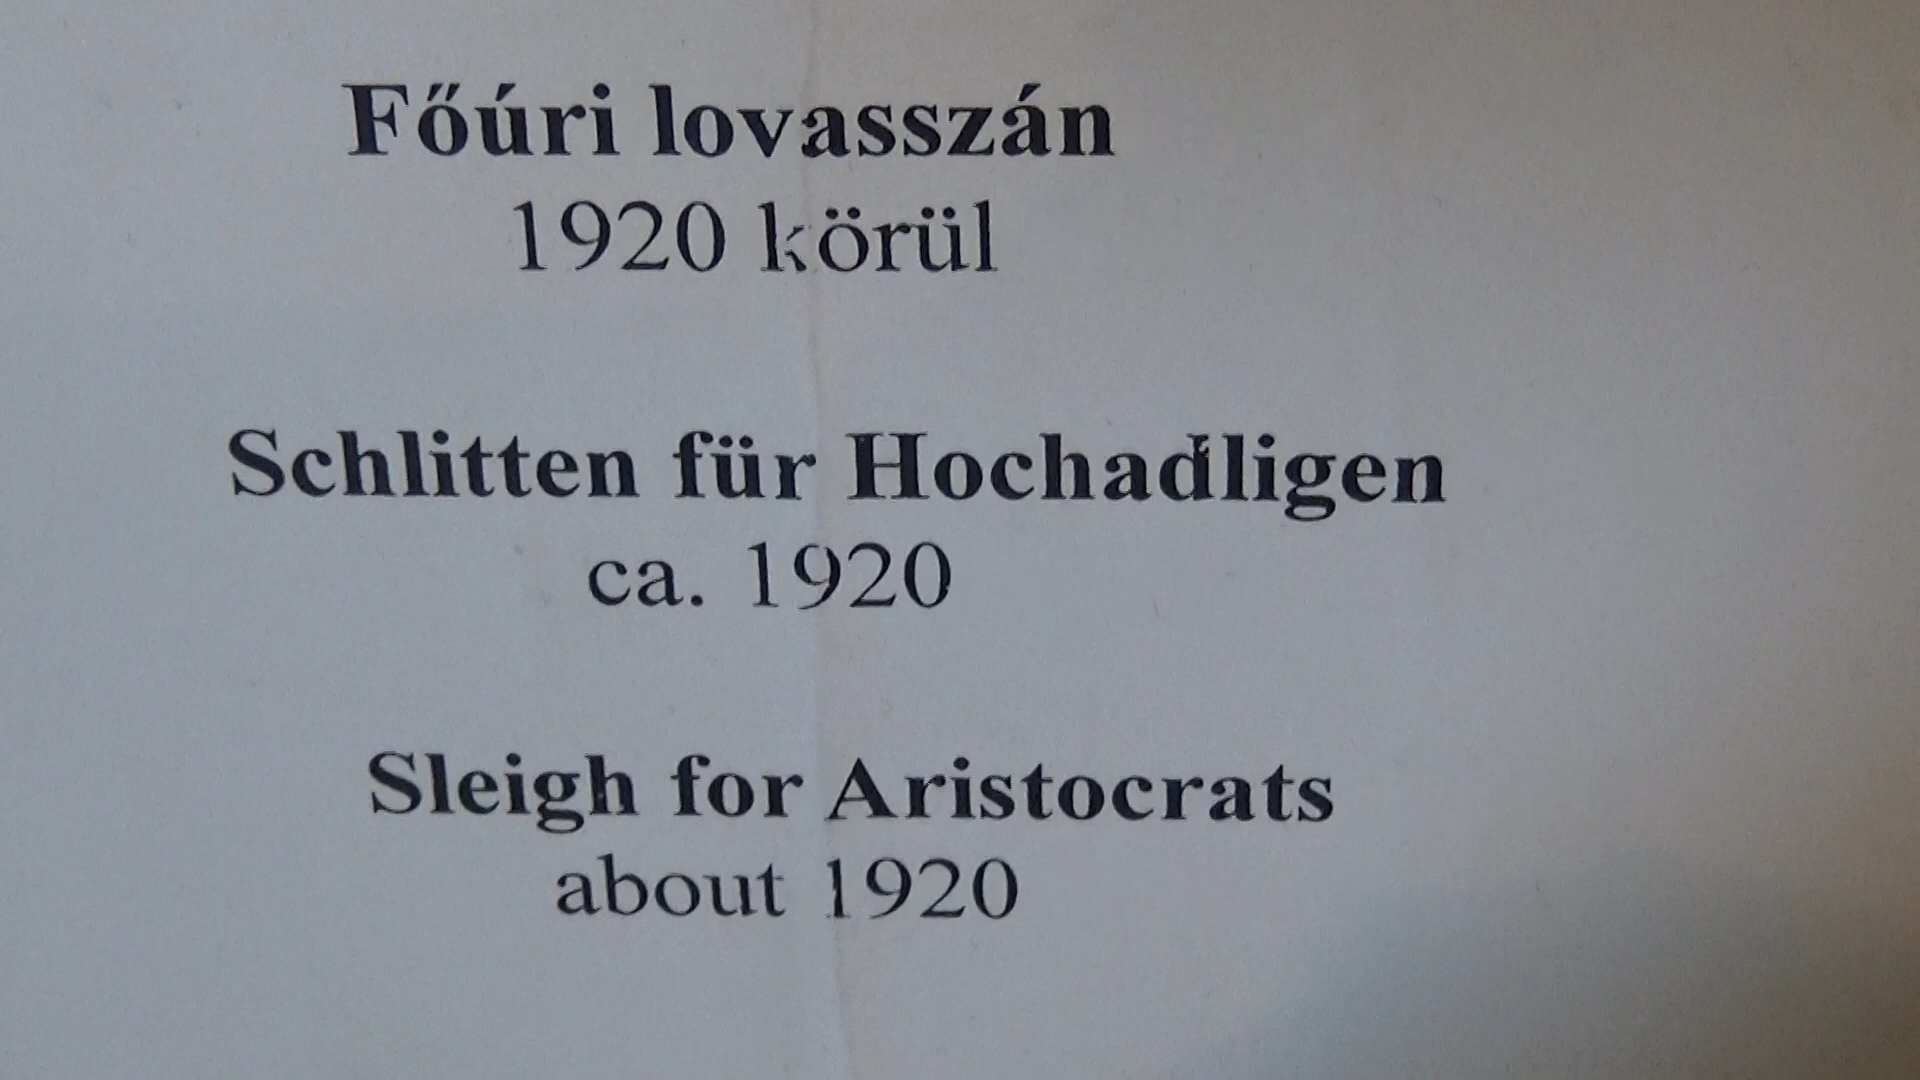 Főúri lovasszán
1920 körül
Schlitten für Hochadligen
ca. 1920
Sleigh for Aristocrats
about 1920